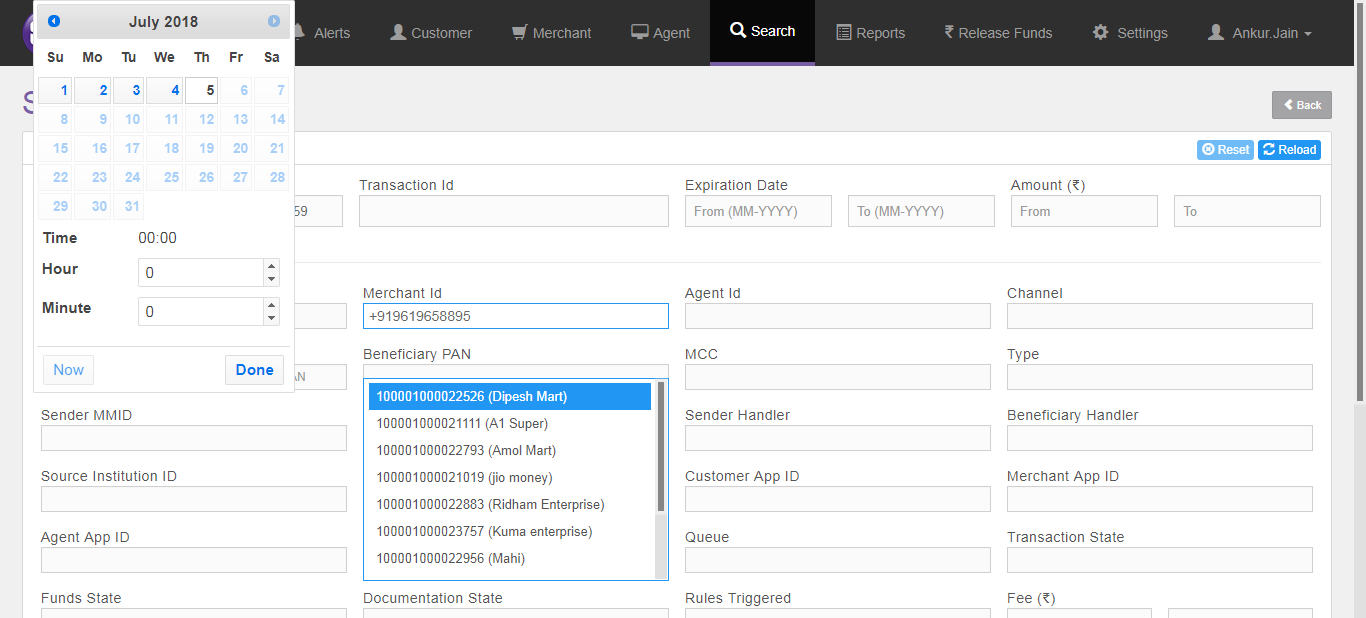 Alerts Customer Merchant Agent Search Reports ₹ Release Funds Settings Ankur.Jain
July 2018
Su Mo Tu We Th Fr Sa
1 2 3 4 5 6 7
8 9 10 11 12 13 14
15 16 17 18 19 20 21
22 23 24 25 26 27 28
29 30 31
Time 00:00
Hour 0
Minute 0
Now Done
S
Back
Reset Reload
Transaction Id Expiration Date Amount (₹)
59 From (MM-YYYY) To (MM-YYYY) From To
Merchant Id Agent Id Channel
+919619658895
Beneficiary PAN MCC Type
AN
100001000022526 (Dipesh Mart)
100001000021111 (A1 Super)
100001000022793 (Amol Mart)
100001000021019 (jio money)
100001000022883 (Ridham Enterprise)
100001000023757 (Kuma enterprise)
100001000022956 (Mahi)
Sender MMID Sender Handler Beneficiary Handler
Source Institution ID Customer App ID Merchant App ID
Agent App ID Queue Transaction State
Funds State Documentation State Rules Triggered Fee (₹)